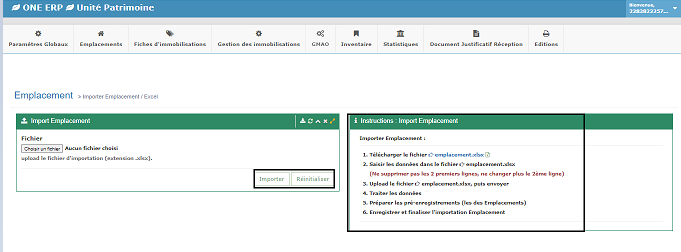 ONE ERP Unité Patrimoine
Bienvenue,
2283822257...
Paramètres Globaux
Emplacements
Fiches d'immobilisations
Gestion des immobilisations
GMAO
Inventaire
Statistiques
Document Justificatif Réception
Editions
Emplacement » Importer Emplacement / Excel
Import Emplacement
Fichier
Choisir un fichier Aucun fichier choisi
upload le fichier d'importation (extension .xlsx).
Importer
Réinitialiser
Instructions : Import Emplacement
Importer Emplacement :
1. Télécharger le fichier emplacement.xlsx
2. Saisir les données dans le fichier emplacement.xlsx
(Ne supprimer pas les 2 premiers lignes, ne changer plus le 2ème ligne)
3. Upload le fichier emplacement.xlsx, puis envoyer
4. Traiter les données
5. Préparer les pré-enregistrements (les des Emplacements)
6. Enregistrer et finaliser l'importation Emplacement